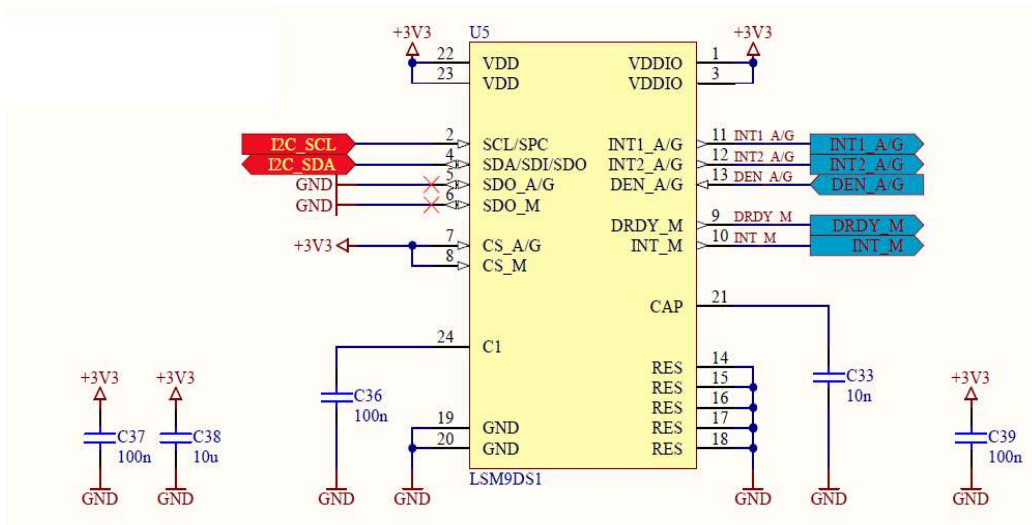 +3V3
U5
+3V3
22 VDD
23 VDD
VDDIO 1
VDDIO 3
I2C_SCL 2 SCL/SPC
I2C_SDA 4 SDA/SDI/SDO
GND 5 SDO_A/G
GND 6 SDO_M
+3V3 7 CS_A/G
8 CS_M
INT1_A/G 11 INT1_A/G INT1_A/G
INT2_A/G 12 INT2_A/G INT2_A/G
DEN_A/G 13 DEN_A/G DEN_A/G
DRDY_M 9 DRDY_M DRDY_M
INT_M 10 INT_M INT_M
CAP 21
24 C1
RES 14
RES 15
RES 16
RES 17
RES 18
19 GND
20 GND
LSM9DS1
+3V3
C37
100n
GND
+3V3
C38
10u
GND
C36
100n
GND
GND
GND
C33
10n
GND
+3V3
C39
100n
GND